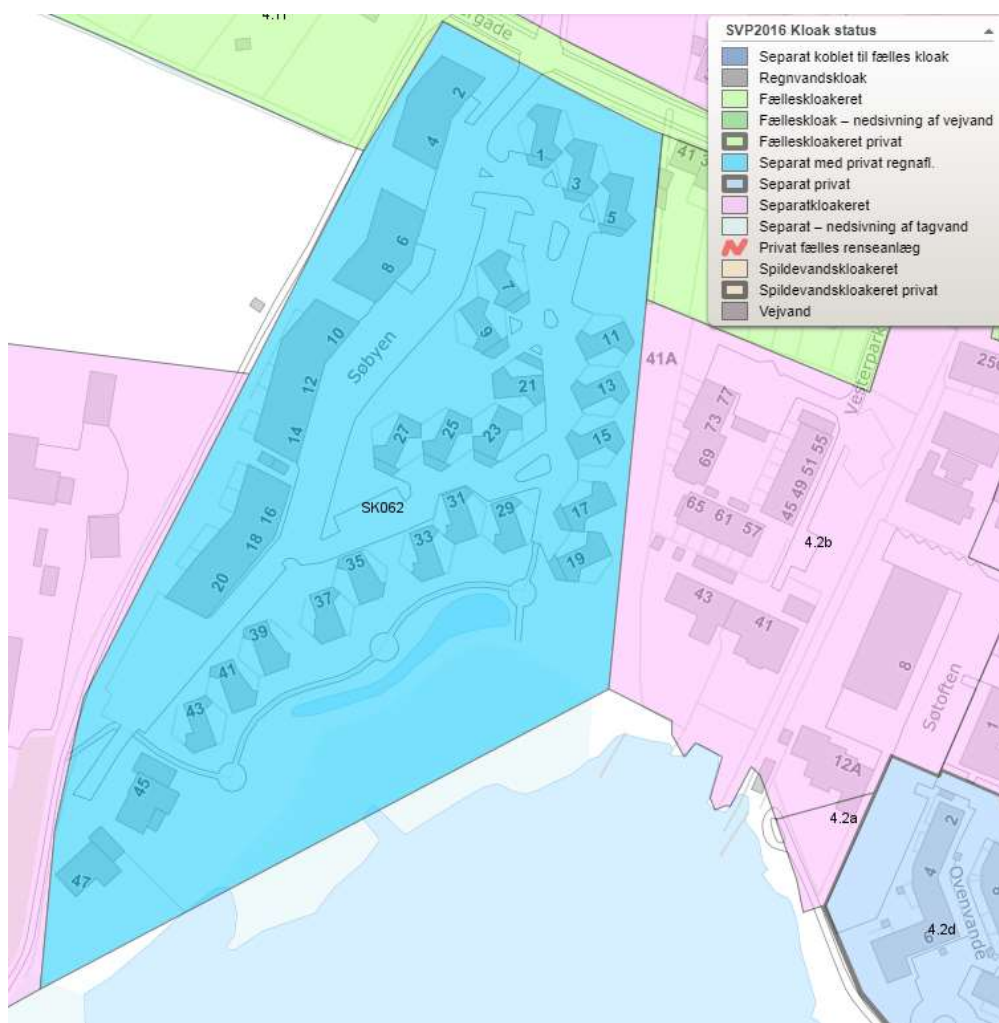 SVP2016 Kloak status
Separat koblet til fælles kloak
Regnvandskloak
Fælleskloakeret
Fælleskloak – nedsivning af vejvand
Fælleskloakeret privat
Separat med privat regnafl.
Separat privat
Separatkloakeret
Separat – nedsivning af tagvand
Privat fælles renseanlæg
Spildevandskloakeret
Spildevandskloakeret privat
Vejvand
2
4
1
3
5
41
6
8
7
9
10
11
41A
12
Søbyen
21
13
77
73
14
27
25
23
15
69
55
51
49
45
16
SK062
31
29
17
65
61
57
18
33
4.2b
20
35
19
37
43
41
39
41
8
43
Søtoften
45
12A
4.2a
2
47
4
Ovenvande
4.2d
6